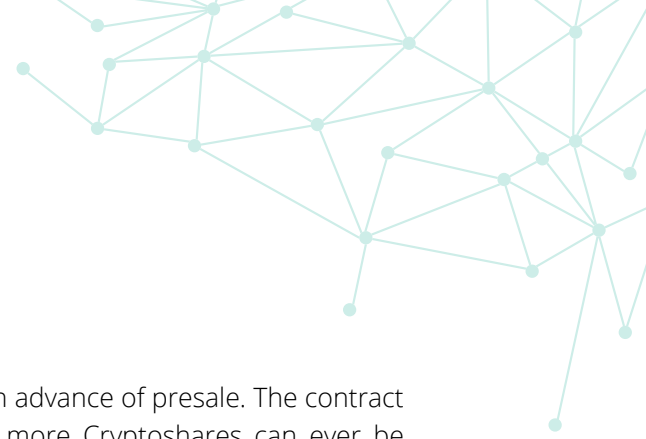 advance of presale. The contract
more Cryptoshares can ever be